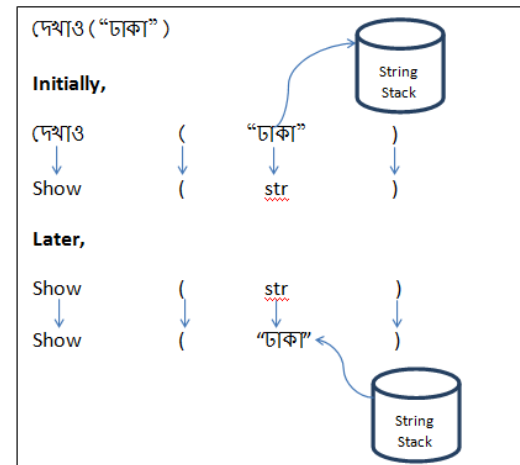 দেখাও ( “ঢাকা” )
String
Stack
Initially,
দেখাও ( “ঢাকা” )
Show ( str )
Later,
Show ( str )
Show ( “ঢাকা” )
String
Stack